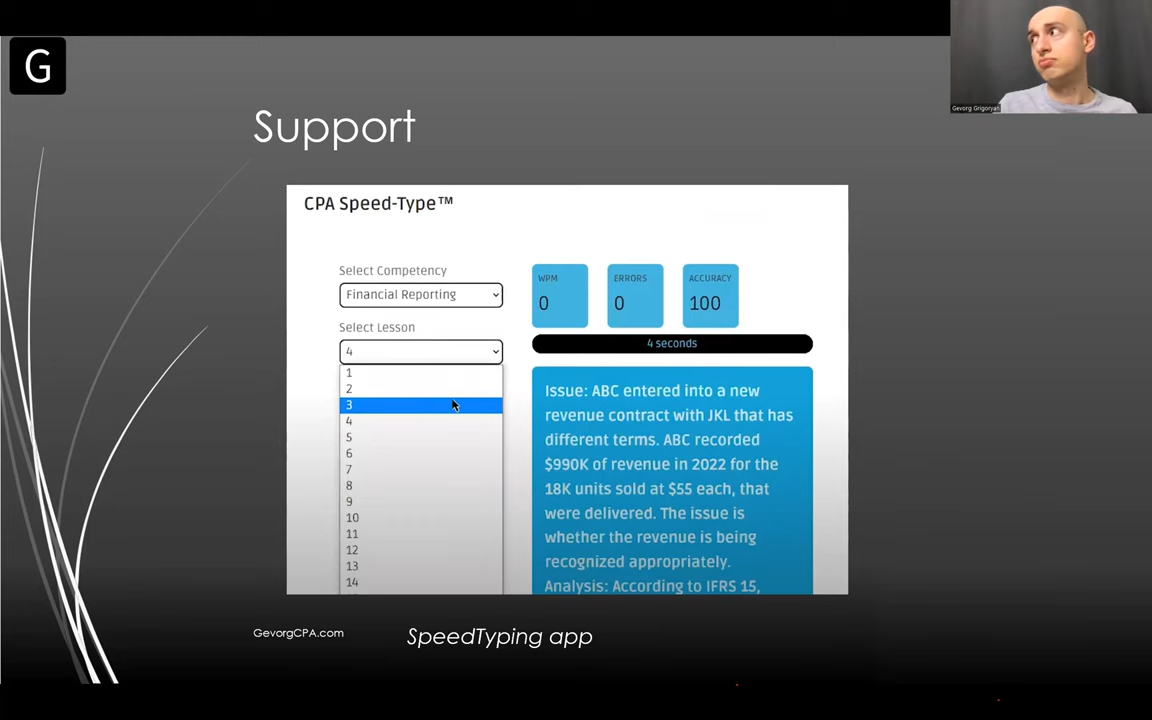 G
Gevorg Grigoryan
Support
CPA Speed-Type™
Select Competency
Financial Reporting
Select Lesson
4
1
2
3
4
5
6
7
8
9
10
11
12
13
14
WPM
0
ERRORS
0
ACCURACY
100
4 seconds
Issue: ABC entered into a new
revenue contract with JKL that has
different terms. ABC recorded
$990K of revenue in 2022 for the
18K units sold at $55 each, that
were delivered. The issue is
whether the revenue is being
recognized appropriately.
Analysis: According to IFRS 15,
GevorgCPA.com
SpeedTyping app